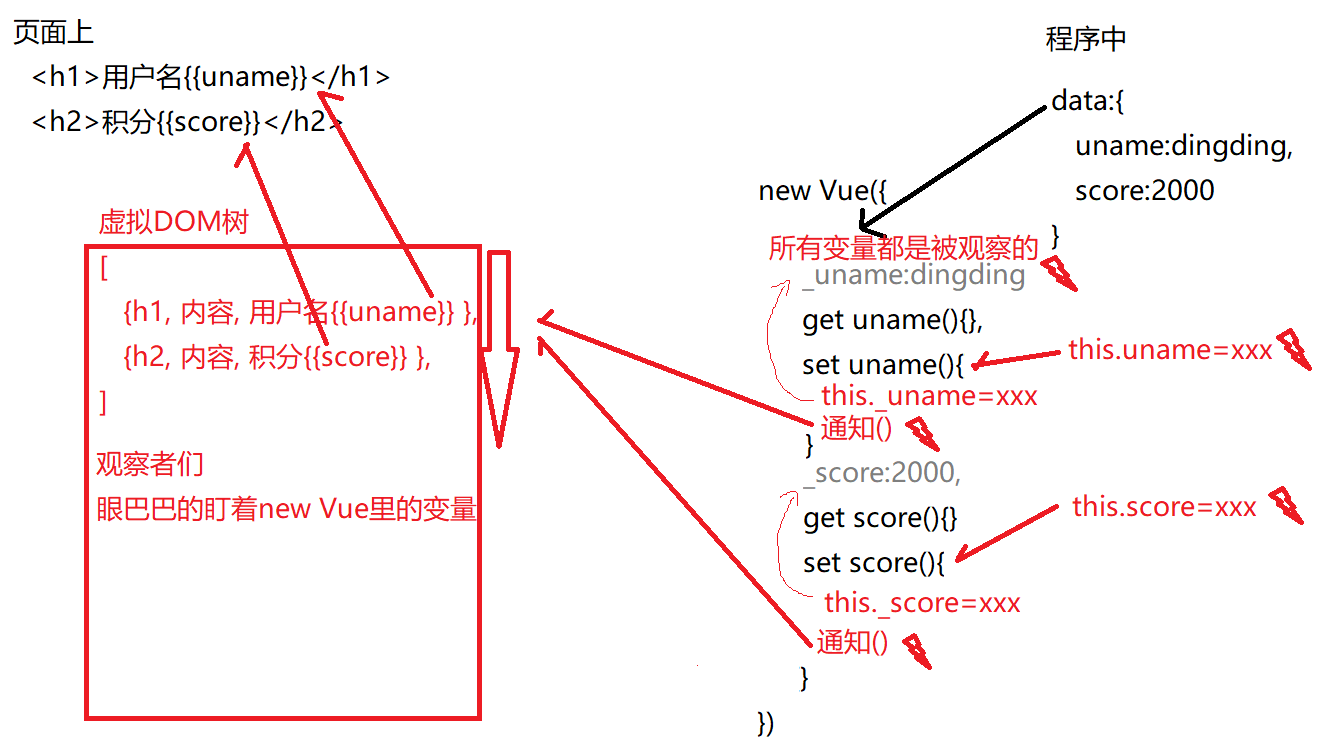 页面上
<h1>用户名{{uname}}</h1>
<h2>积分{{score}}</h2>
虚拟DOM树
[
{h1, 内容, 用户名{{uname}} },
{h2, 内容, 积分{{score}} },
]
观察者们
眼巴巴的盯着new Vue里的变量
程序中
data:{
uname:dingding,
score:2000
}
new Vue({
所有变量都是被观察的
_uname:dingding
get uname(){},
set uname(){
this.uname=xxx
this._uname=xxx
通知()
}
_score:2000,
get score(){}
this.score=xxx
set score(){
this._score=xxx
通知()
}
})